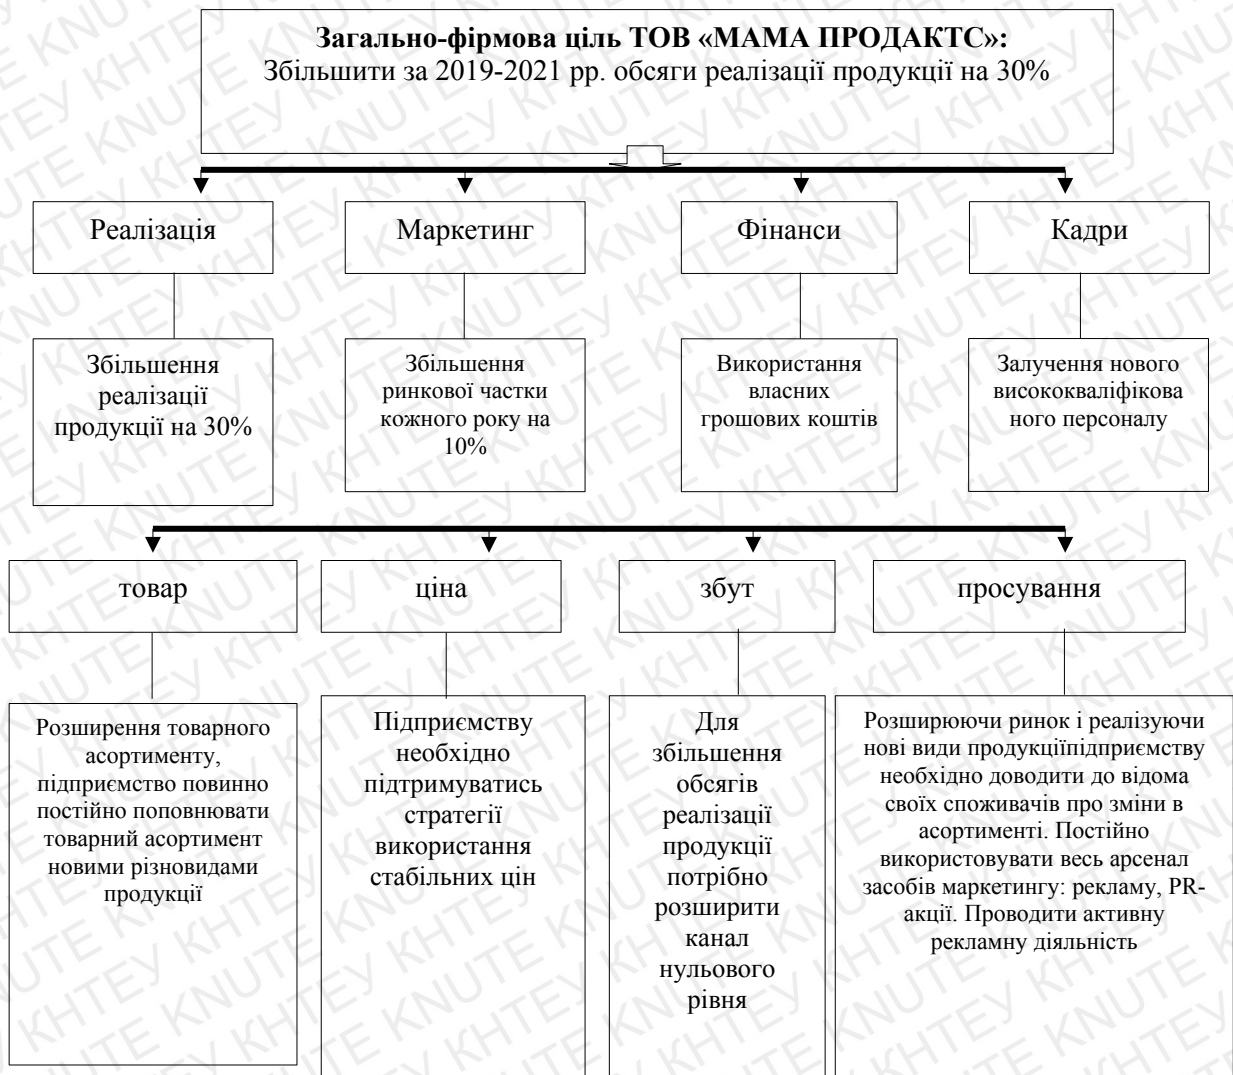 Загально-фірмова ціль ТОВ «МАМА ПРОДАКТС»:
Збільшити за 2019-2021 рр. обсяги реалізації продукції на 30%
Реалізація
Маркетинг
Фінанси
Кадри
Збільшення
реалізації
продукції на 30%
Збільшення
ринкової частки
кожного року на
10%
Використання
власних
грошових коштів
Залучення нового
висококваліфікова
ного персоналу
товар
ціна
збут
просування
Розширення товарного
асортименту,
підприємство повинно
постійно поповнювати
товарний асортимент
новими різновидами
продукції
Підприємству
необхідно
підтримуватись
стратегії
використання
стабільних цін
Для
збільшення
обсягів
реалізації
продукції
потрібно
розширити
канал
нульового
рівня
Розширюючи ринок і реалізуючи
нові види продукціїпідприємству
необхідно доводити до відома
своїх споживачів про зміни в
асортименті. Постійно
використовувати весь арсенал
засобів маркетингу: рекламу, PR-
акції. Проводити активну
рекламну діяльність